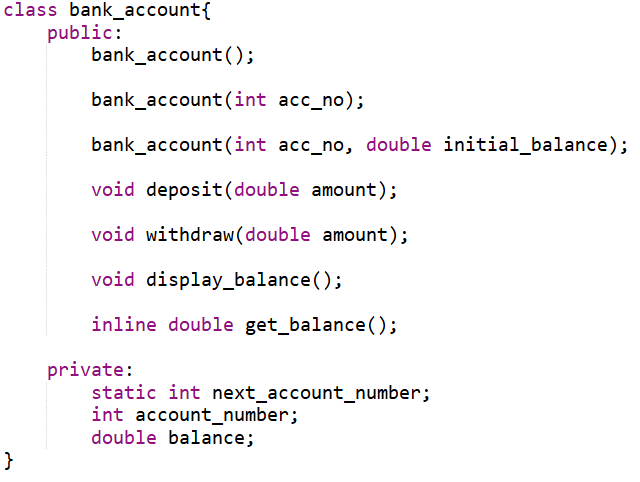 class bank_account{
public:
bank_account();
bank_account(int acc_no);
bank_account(int acc_no, double initial_balance);
void deposit(double amount);
void withdraw(double amount);
void display_balance();
inline double get_balance();
private:
static int next_account_number;
int account_number;
double balance;
}